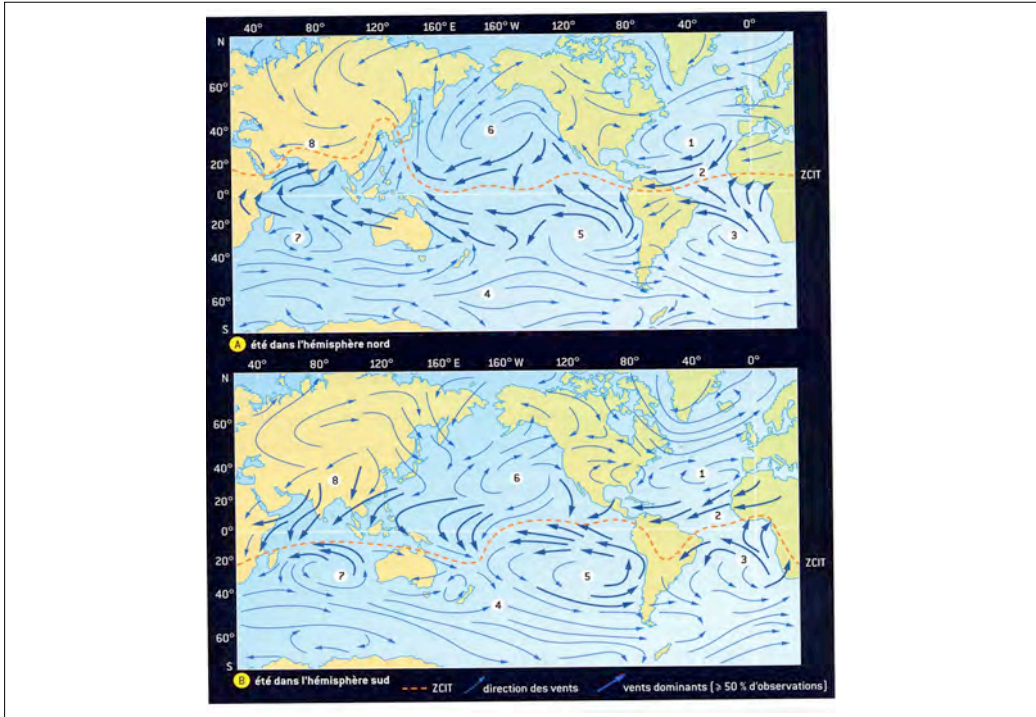 40° 80° 120° 160° E 160° W 120° 80° 40° 0°
N
60°
40°
20°
0°
20°
40°
60°
S
6
1
8
2
ZCIT
7
5
3
4
A été dans l'hémisphère nord
40° 80° 120° 160° E 160° W 120° 80° 40° 0°
N
60°
40°
20°
0°
20°
40°
60°
S
8
6
1
2
7
5
3
ZCIT
4
B été dans l'hémisphère sud
ZCIT direction des vents vents dominants (≥ 50 % d'observations)